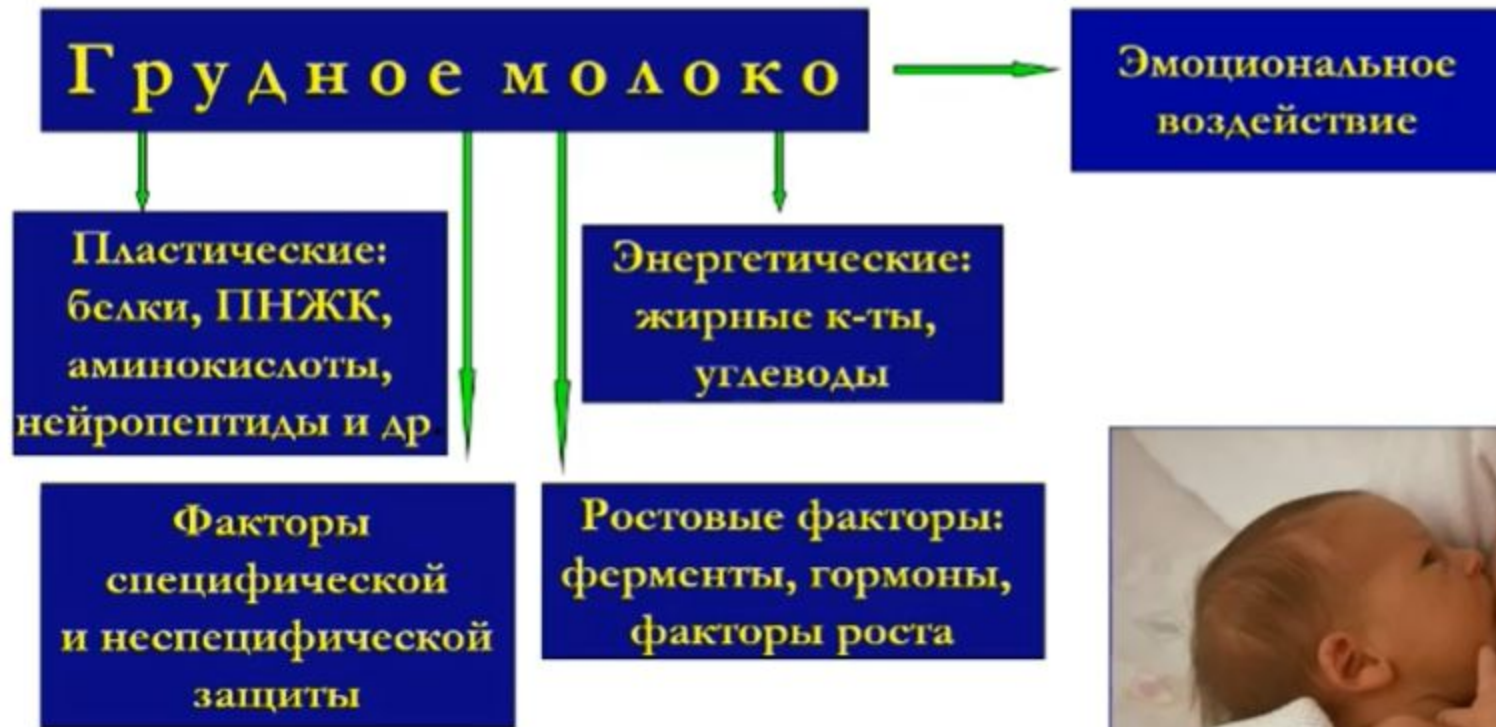 Грудное молоко
Эмоциональное
воздействие
Пластические:
белки, ПНЖК,
аминокислоты,
нейропептиды и др.
Энергетические:
жирные к-ты,
углеводы
Факторы
специфической
и неспецифической
защиты
Ростовые факторы:
ферменты, гормоны,
факторы роста